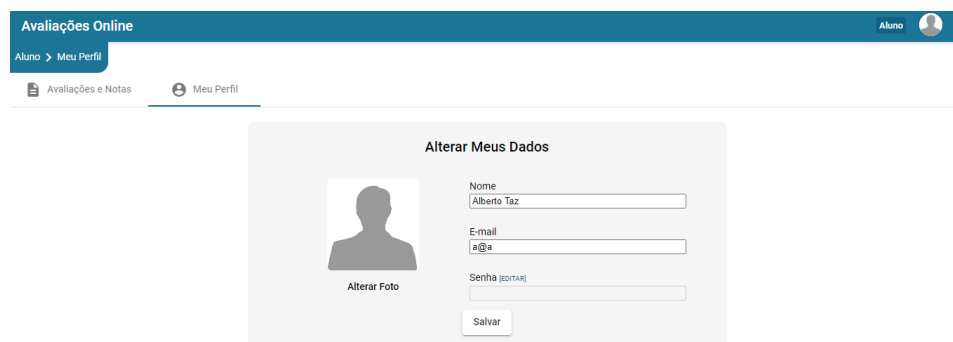 Avaliações Online
Aluno
Aluno > Meu Perfil
Avaliações e Notas Meu Perfil
Alterar Meus Dados
Nome
Alberto Taz
E-mail
a@a
Senha [EDITAR]
Alterar Foto
Salvar